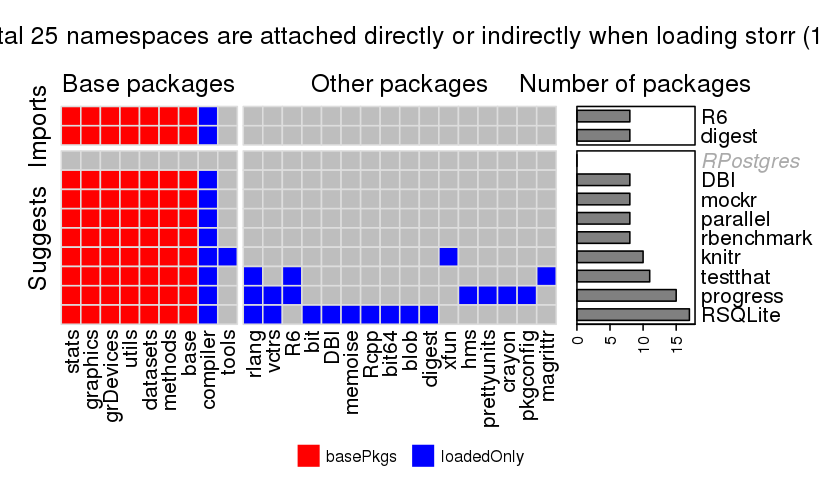 tal 25 namespaces are attached directly or indirectly when loading storr (1
Base packages
Other packages
Number of packages
Imports
Suggests
R6
digest
RPostgres
DBI
mockr
parallel
rbenchmark
knitr
testthat
progress
RSQLite
0
5
10
15
stats
graphics
grDevices
utils
datasets
methods
base
compiler
tools
rlang
vctrs
R6
bit
DBI
memoise
Rcpp
bit64
blob
digest
xfun
hms
prettyunits
crayon
pkgconfig
magrittr
basePkgs
loadedOnly